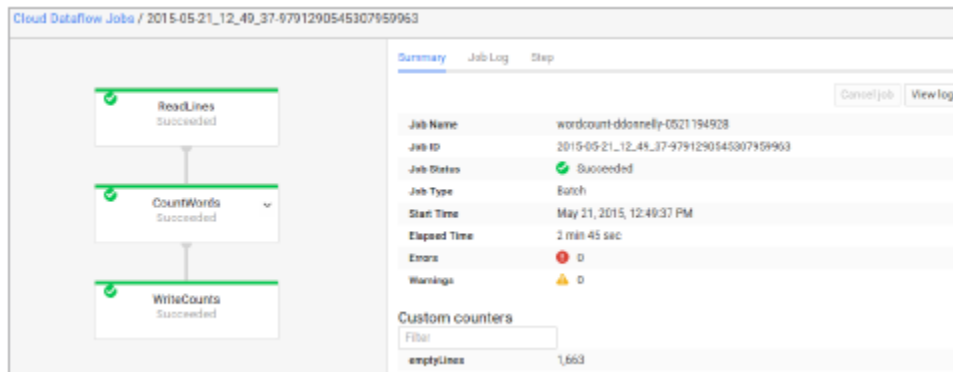 Cloud Dataflow Jobs / 2015-05-21_12_49_37-9791290545307959963
ReadLines
Succeeded
CountWords
Succeeded
WriteCounts
Succeeded
Summary Job Log Step
Cancel job View log
Job Name wordcount-ddonnelly-0521194928
Job ID 2015-05-21_12_49_37-9791290545307959963
Job Status Succeeded
Job Type Batch
Start Time May 21, 2015, 12:49:37 PM
Elapsed Time 2 min 45 sec
Errors 0
Warnings 0
Custom counters
Filter
emptyLines 1,663